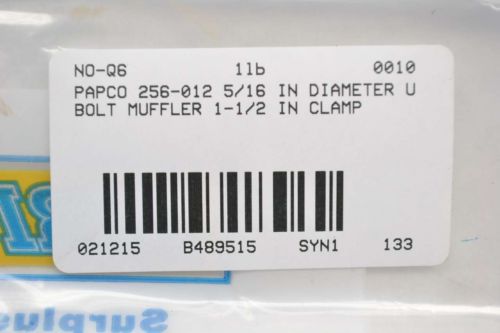 NO-Q6 1lb 0010
PAPCO 256-012 5/16 IN DIAMETER U
BOLT MUFFLER 1-1/2 IN CLAMP
021215 B489515 SYN1 133
Surplus